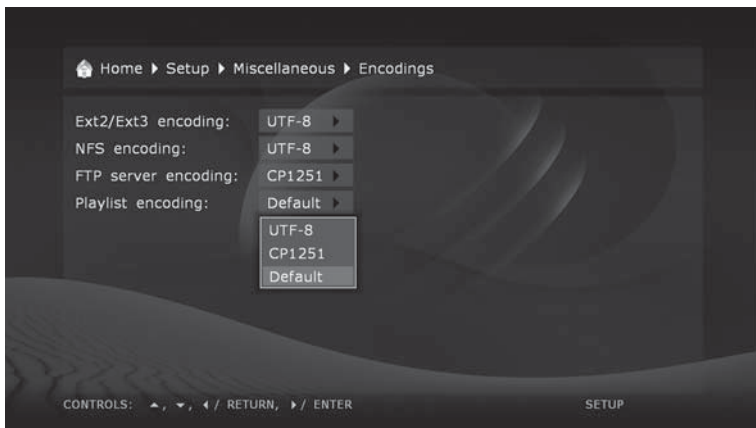 Home ▶ Setup ▶ Miscellaneous ▶ Encodings
Ext2/Ext3 encoding: UTF-8
NFS encoding: UTF-8
FTP server encoding: CP1251
Playlist encoding: Default
UTF-8
CP1251
Default
CONTROLS: ▲, ▼, ◀/ RETURN, ▶/ ENTER SETUP